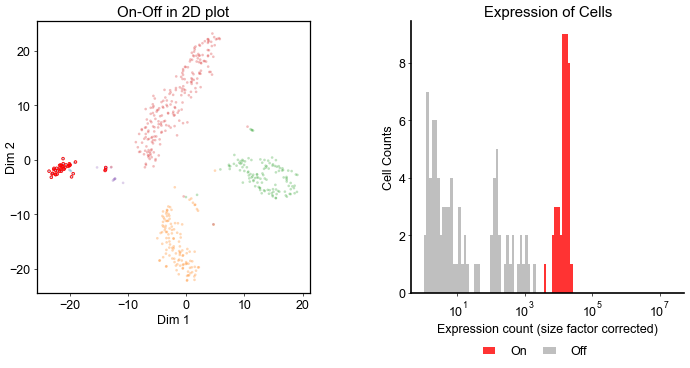 On-Off in 2D plot
Expression of Cells
20
10
0
−10
−20
Dim 2
−20 −10 0 10 20
Dim 1
8
6
4
2
0
Cell Counts
10^1 10^3 10^5 10^7
Expression count (size factor corrected)
On Off